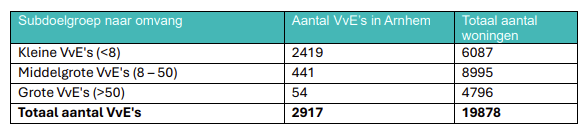 Subdoelgroep naar omvang Aantal VvE's in Arnhem Totaal aantal
woningen
Kleine VvE's (<8) 2419 6087
Middelgrote VvE's (8 – 50) 441 8995
Grote VvE's (>50) 54 4796
Totaal aantal VvE's 2917 19878